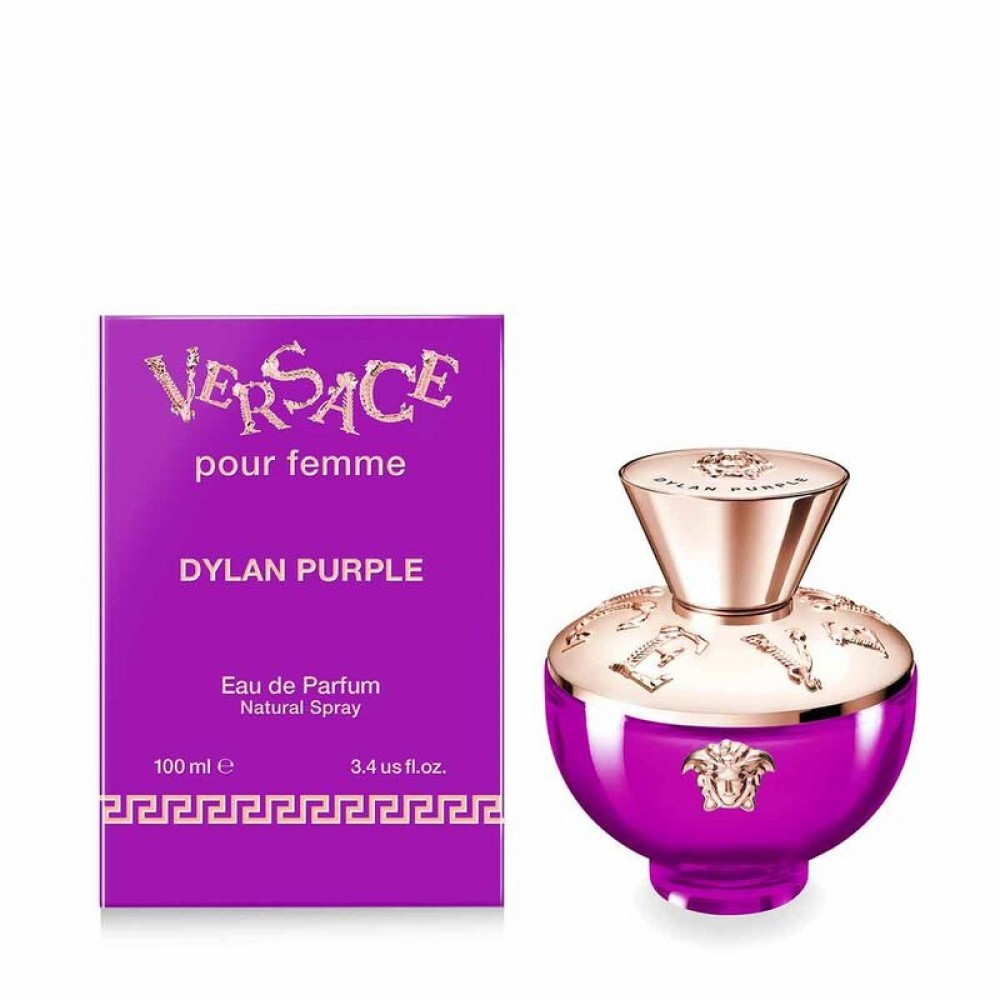 VERSACE
pour femme
DYLAN PURPLE
Eau de Parfum
Natural Spray
100 ml ℮
3.4 us fl.oz.
DYLAN PURPLE